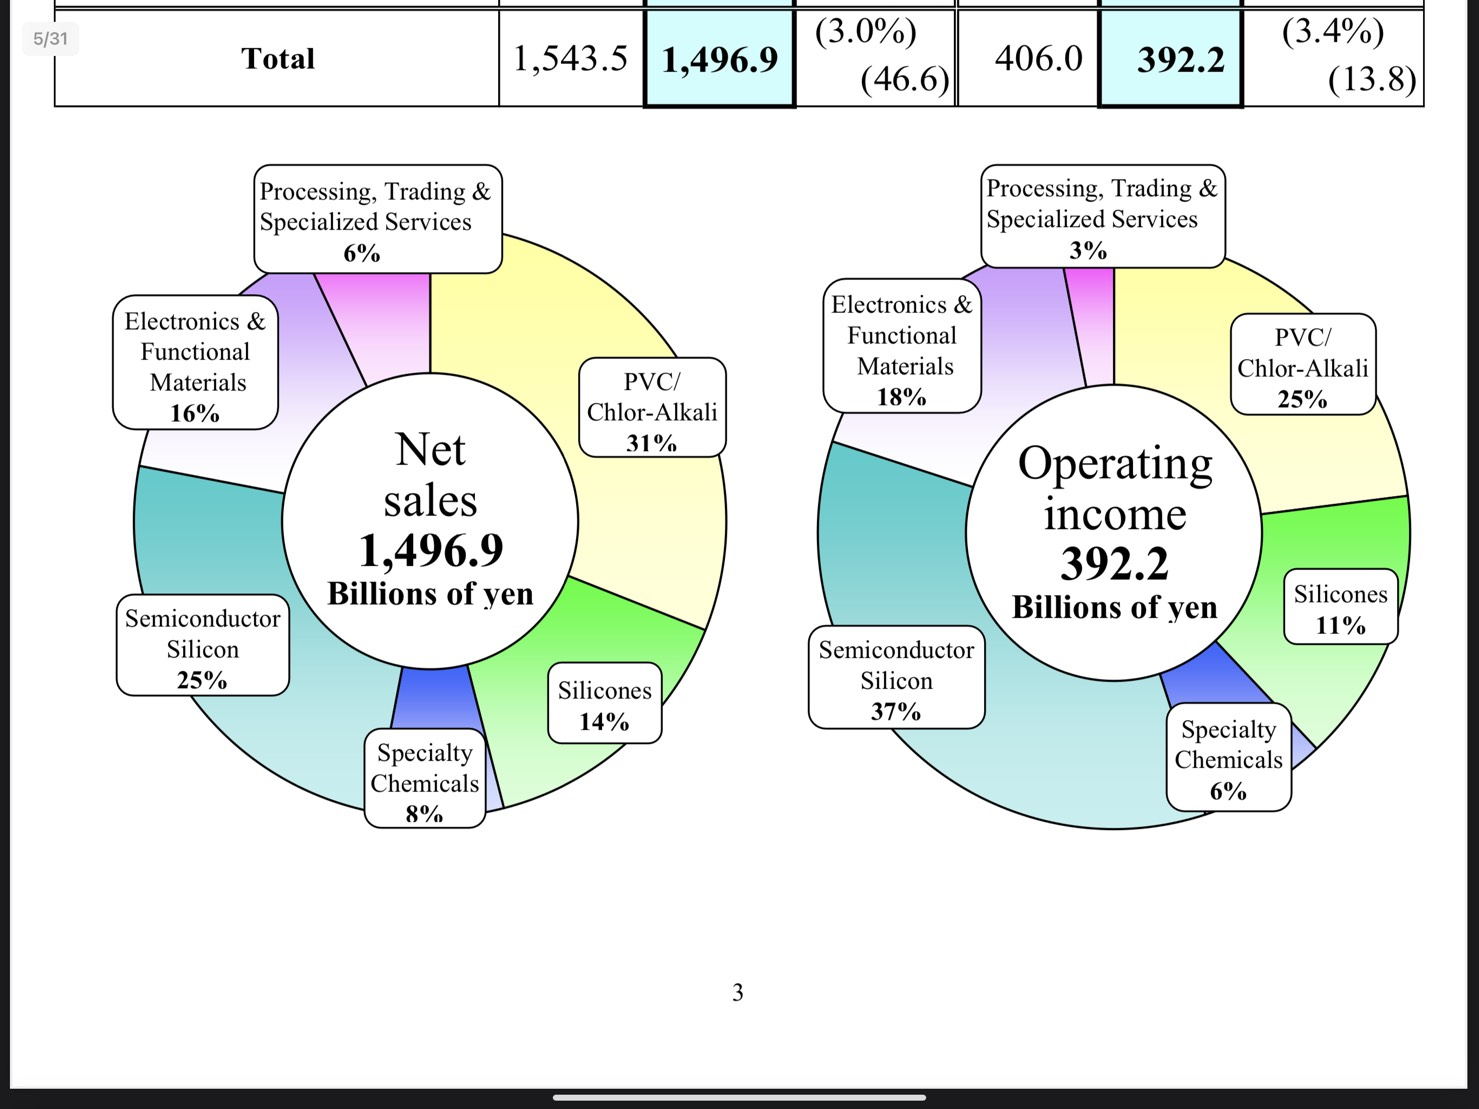 5/31
Total 1,543.5 1,496.9 (3.0%) (46.6) 406.0 392.2 (3.4%) (13.8)
Processing, Trading &
Specialized Services
6%
Electronics &
Functional
Materials
16%
PVC/
Chlor-Alkali
31%
Net
sales
1,496.9
Billions of yen
Semiconductor
Silicon
25%
Silicones
14%
Specialty
Chemicals
8%
Processing, Trading &
Specialized Services
3%
Electronics &
Functional
Materials
18%
PVC/
Chlor-Alkali
25%
Operating
income
392.2
Billions of yen
Silicones
11%
Semiconductor
Silicon
37%
Specialty
Chemicals
6%
3